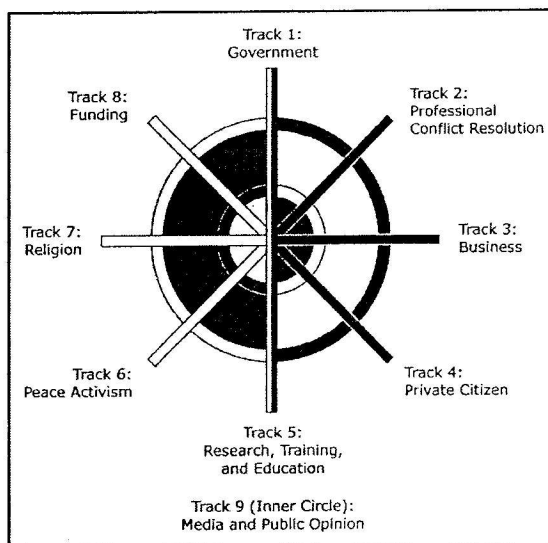 Track 1:
Government
Track 2:
Professional
Conflict Resolution
Track 3:
Business
Track 4:
Private Citizen
Track 5:
Research, Training,
and Education
Track 6:
Peace Activism
Track 7:
Religion
Track 8:
Funding
Track 9 (Inner Circle):
Media and Public Opinion